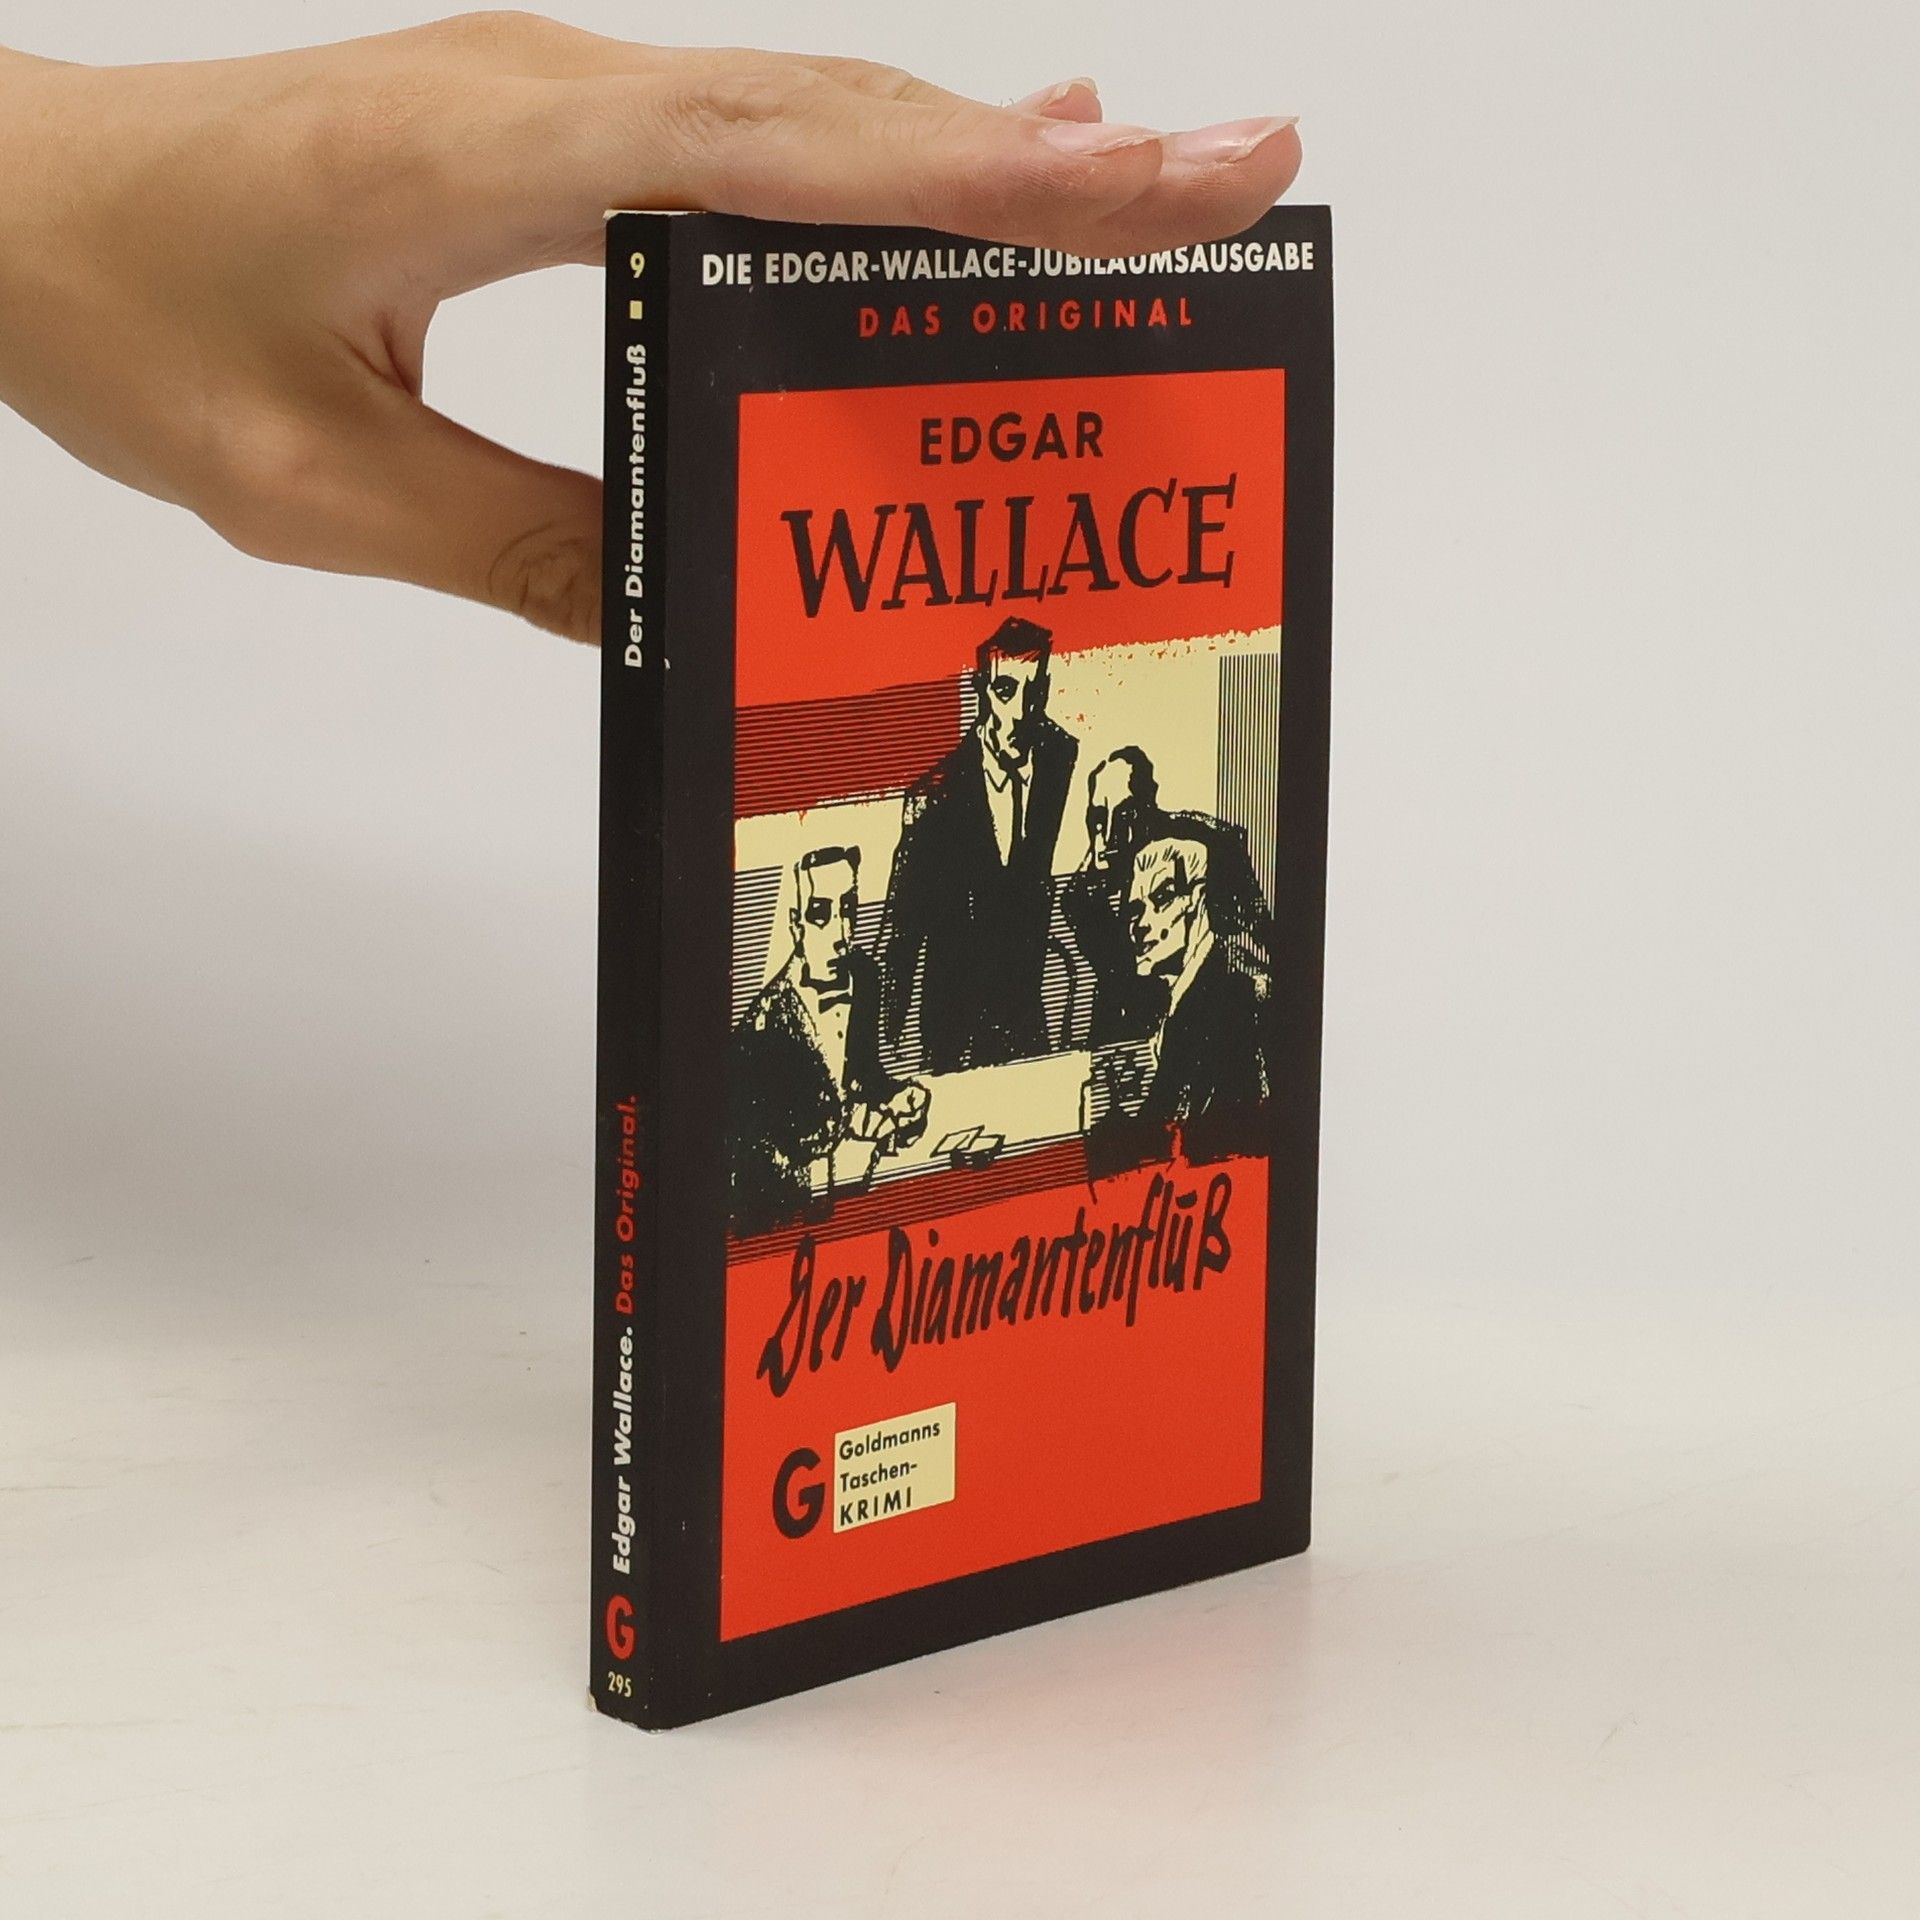 9
Der Diamantenfluß
Edgar Wallace. Das Original.
G
295
DIE EDGAR-WALLACE-JUBILÄUMSAUSGABE
DAS ORIGINAL
EDGAR
WALLACE
Der Diamantenfluß
G
Goldmanns
Taschen-
KRIMI